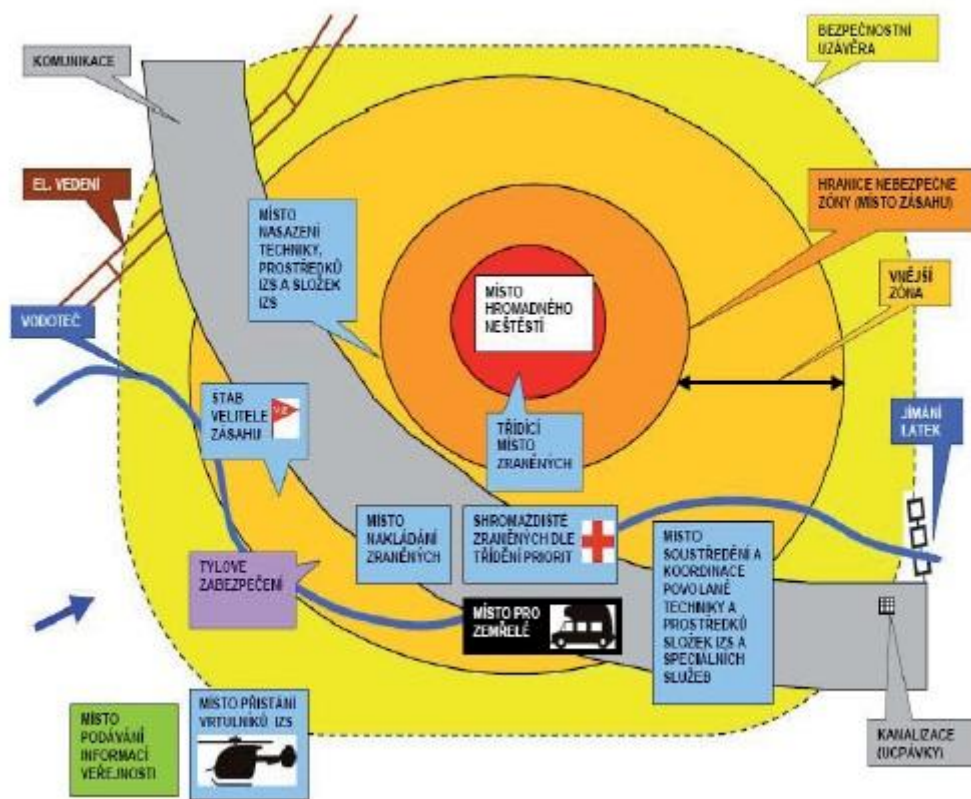 BEZPEČNOSTNÍ
UZÁVĚRA
KOMUNIKACE
EL. VEDENÍ
HRANICE NEBEZPEČNÉ
ZÓNY (MÍSTO ZÁSAHU)
MÍSTO
NASAZENÍ
TECHNIKY,
PROSTŘEDKŮ
IZS A SLOŽEK
IZS
VNĚJŠÍ
ZÓNA
MÍSTO
HROMADNÉHO
NEŠTĚSTÍ
VODOTEČ
ŠTÁB
VELITELE
ZÁSAHU
VZ
TŘÍDÍCÍ
MÍSTO
ZRANĚNÝCH
JÍMÁNÍ
LÁTEK
MÍSTO
NAKLÁDÁNÍ
ZRANĚNÝCH
SHROMAŽDIŠTĚ
ZRANĚNÝCH DLE
TŘÍDĚNÍ PRIORIT
MÍSTO
SOUSTŘEDĚNÍ A
KOORDINACE
POVOLANÉ
TECHNIKY A
PROSTŘEDKŮ
SLOŽEK IZS A
SPECIÁLNÍCH
SLUŽEB
TÝLOVÉ
ZABEZPEČENÍ
MÍSTO PRO
ZEMŘELÉ
MÍSTO
PODÁVÁNÍ
INFORMACÍ
VEŘEJNOSTI
MÍSTO PŘISTÁNÍ
VRTULNÍKŮ IZS
KANALIZACE
(UCPÁVKY)